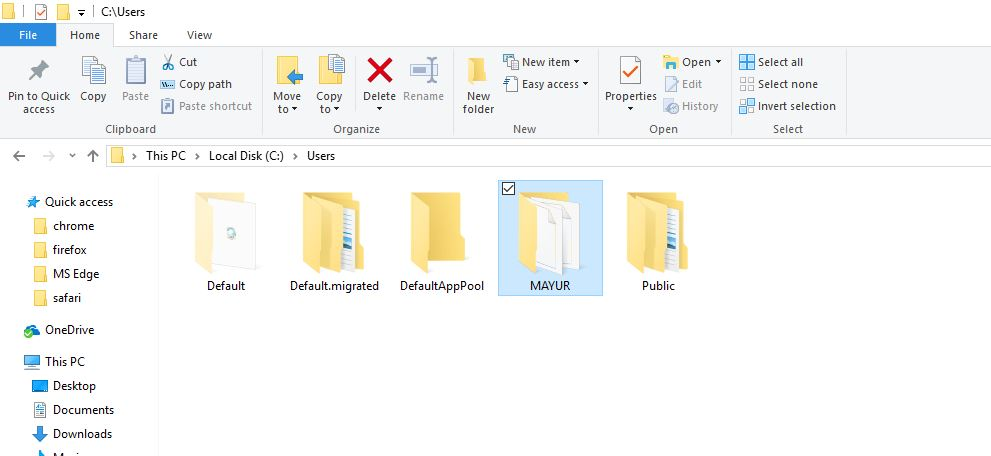 C:\Users
File Home Share View
Pin to Quick access
Copy
Paste
Cut
Copy path
Paste shortcut
Move to
Copy to
Delete
Rename
New folder
New item
Easy access
Properties
Open
Edit
History
Select all
Select none
Invert selection
Clipboard Organize New Open Select
This PC Local Disk (C:) Users
Quick access
chrome
firefox
MS Edge
safari
OneDrive
This PC
Desktop
Documents
Downloads
Default Default.migrated DefaultAppPool MAYUR Public